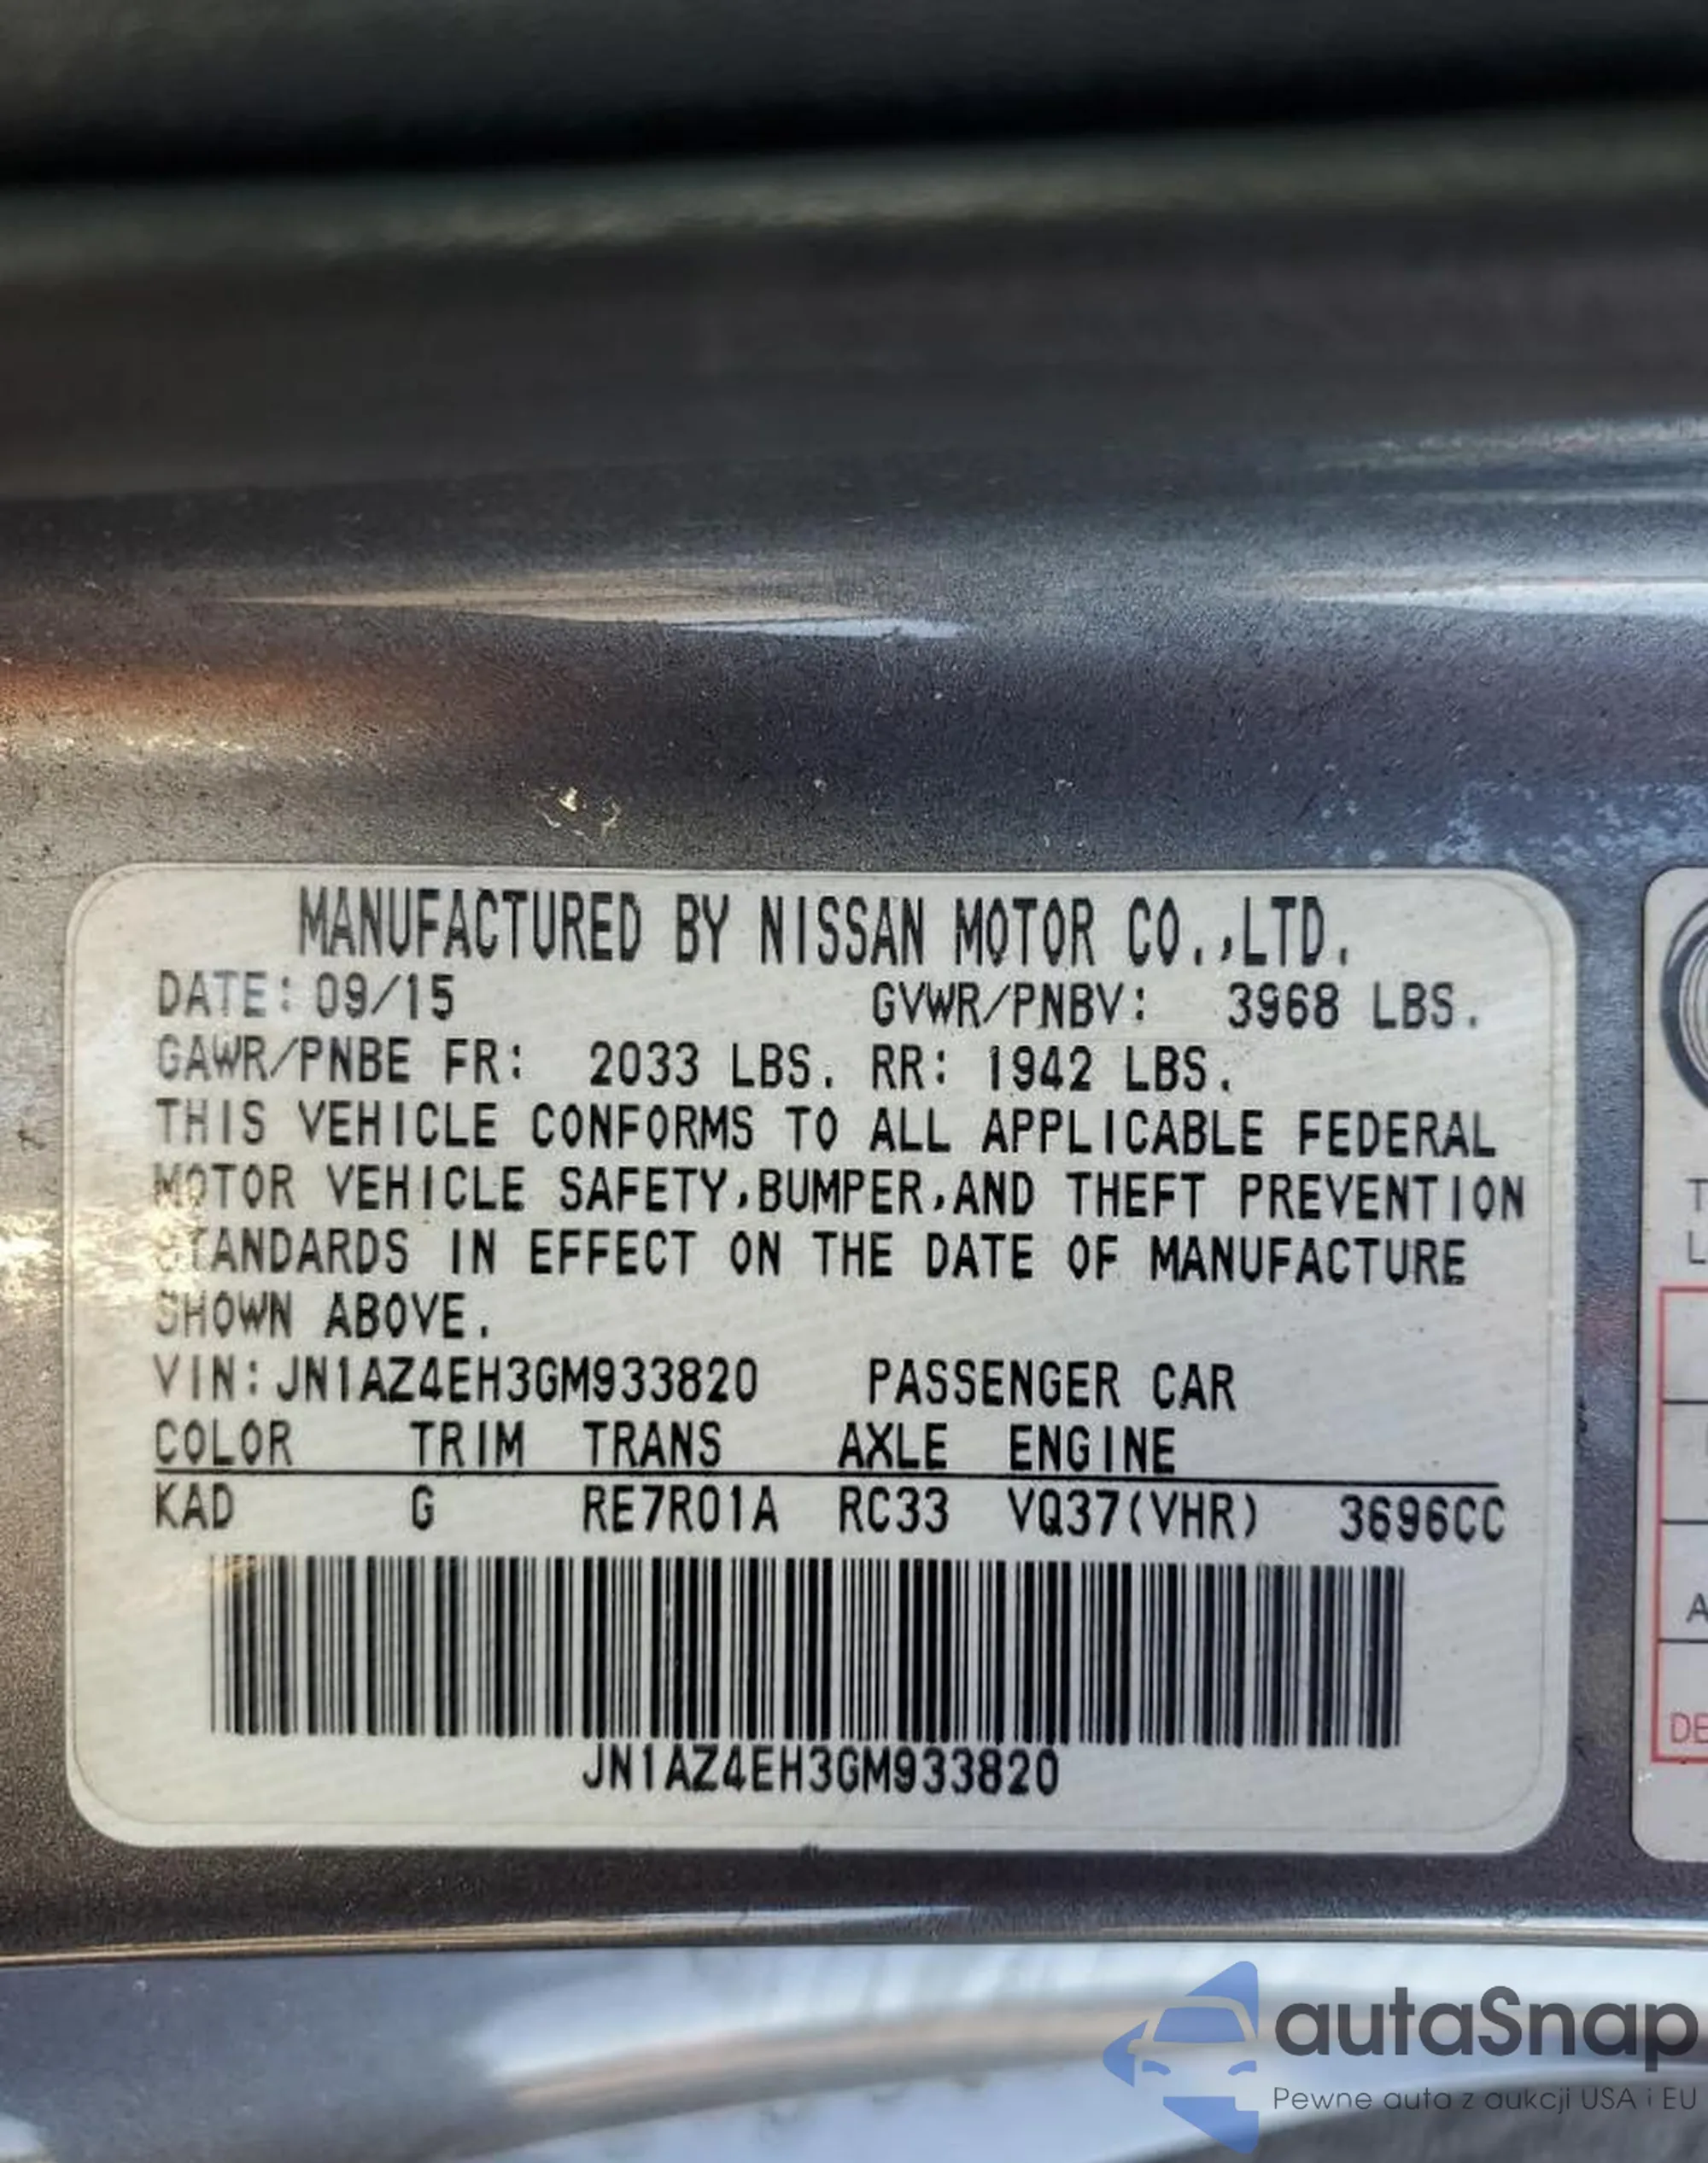 MANUFACTURED BY NISSAN MOTOR CO.,LTD.
DATE: 09/15 GVWR/PNBV: 3968 LBS.
GAWR/PNBE FR: 2033 LBS. RR: 1942 LBS.
THIS VEHICLE CONFORMS TO ALL APPLICABLE FEDERAL
MOTOR VEHICLE SAFETY,BUMPER,AND THEFT PREVENTION
STANDARDS IN EFFECT ON THE DATE OF MANUFACTURE
SHOWN ABOVE.
VIN:JN1AZ4EH3GM933820 PASSENGER CAR
COLOR TRIM TRANS AXLE ENGINE
KAD G RE7R01A RC33 VQ37(VHR) 3696CC
JN1AZ4EH3GM933820
T
L
A
DE
autaSnap
Pewne auta z aukcji USA i EU